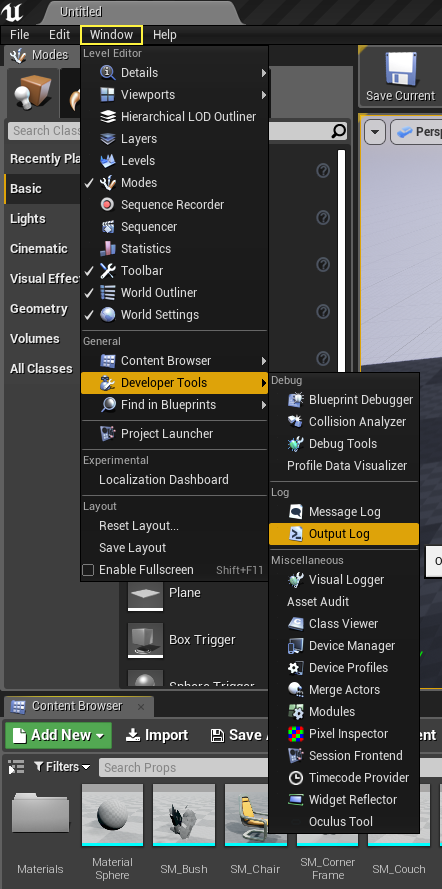 Untitled
File Edit Window Help
Modes
Save Current
Search Clas
Recently Pla
Basic
Lights
Cinematic
Visual Effec
Geometry
Volumes
All Classes
Level Editor
Details
Viewports
Hierarchical LOD Outliner
Layers
Levels
Modes
Sequence Recorder
Sequencer
Statistics
Toolbar
World Outliner
World Settings
General
Content Browser
Developer Tools
Find in Blueprints
Project Launcher
Experimental
Localization Dashboard
Layout
Reset Layout...
Save Layout
Enable Fullscreen Shift+F11
Persp
Debug
Blueprint Debugger
Collision Analyzer
Debug Tools
Profile Data Visualizer
Log
Message Log
Output Log
Miscellaneous
Visual Logger
Asset Audit
Class Viewer
Device Manager
Device Profiles
Merge Actors
Modules
Pixel Inspector
Session Frontend
Timecode Provider
Widget Reflector
Oculus Tool
Plane
Box Trigger
Sphere Trigger
Content Browser
Add New Import Save A
Filters Search Props
Materials
Material
Sphere
SM_Bush
SM_Chair
SM_Corner
Frame
SM_Couch